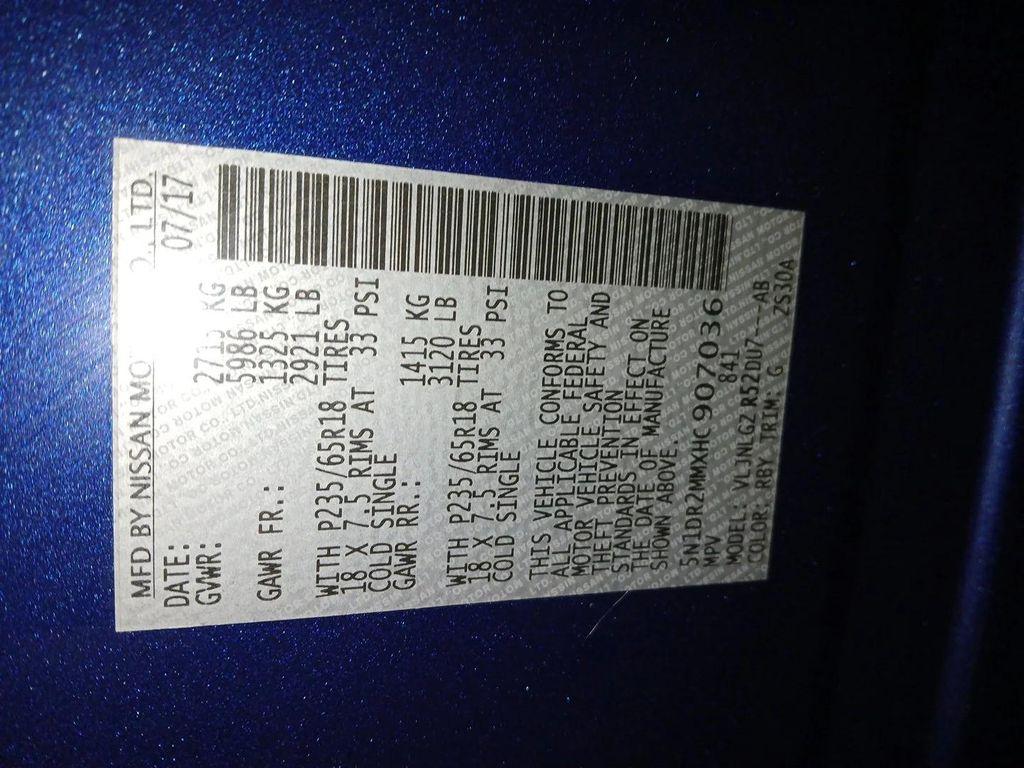 MFD BY NISSAN MO , LTD.
DATE: 07/17
GVWR: 2715 KG
5986 LB
GAWR FR.: 1325 KG
2921 LB
WITH P235/65R18 TIRES
18 X 7.5 RIMS AT 33 PSI
COLD SINGLE
GAWR RR.: 1415 KG
3120 LB
WITH P235/65R18 TIRES
18 X 7.5 RIMS AT 33 PSI
COLD SINGLE
THIS VEHICLE CONFORMS TO
ALL APPLICABLE FEDERAL
MOTOR VEHICLE SAFETY AND
THEFT PREVENTION
STANDARDS IN EFFECT ON
THE DATE OF MANUFACTURE
SHOWN ABOVE
5N1DR2MMXHC907036
MPV 841
MODEL: VLJNLGZ R52DU7---AB
COLOR: RBY TRIM: G ZS30A